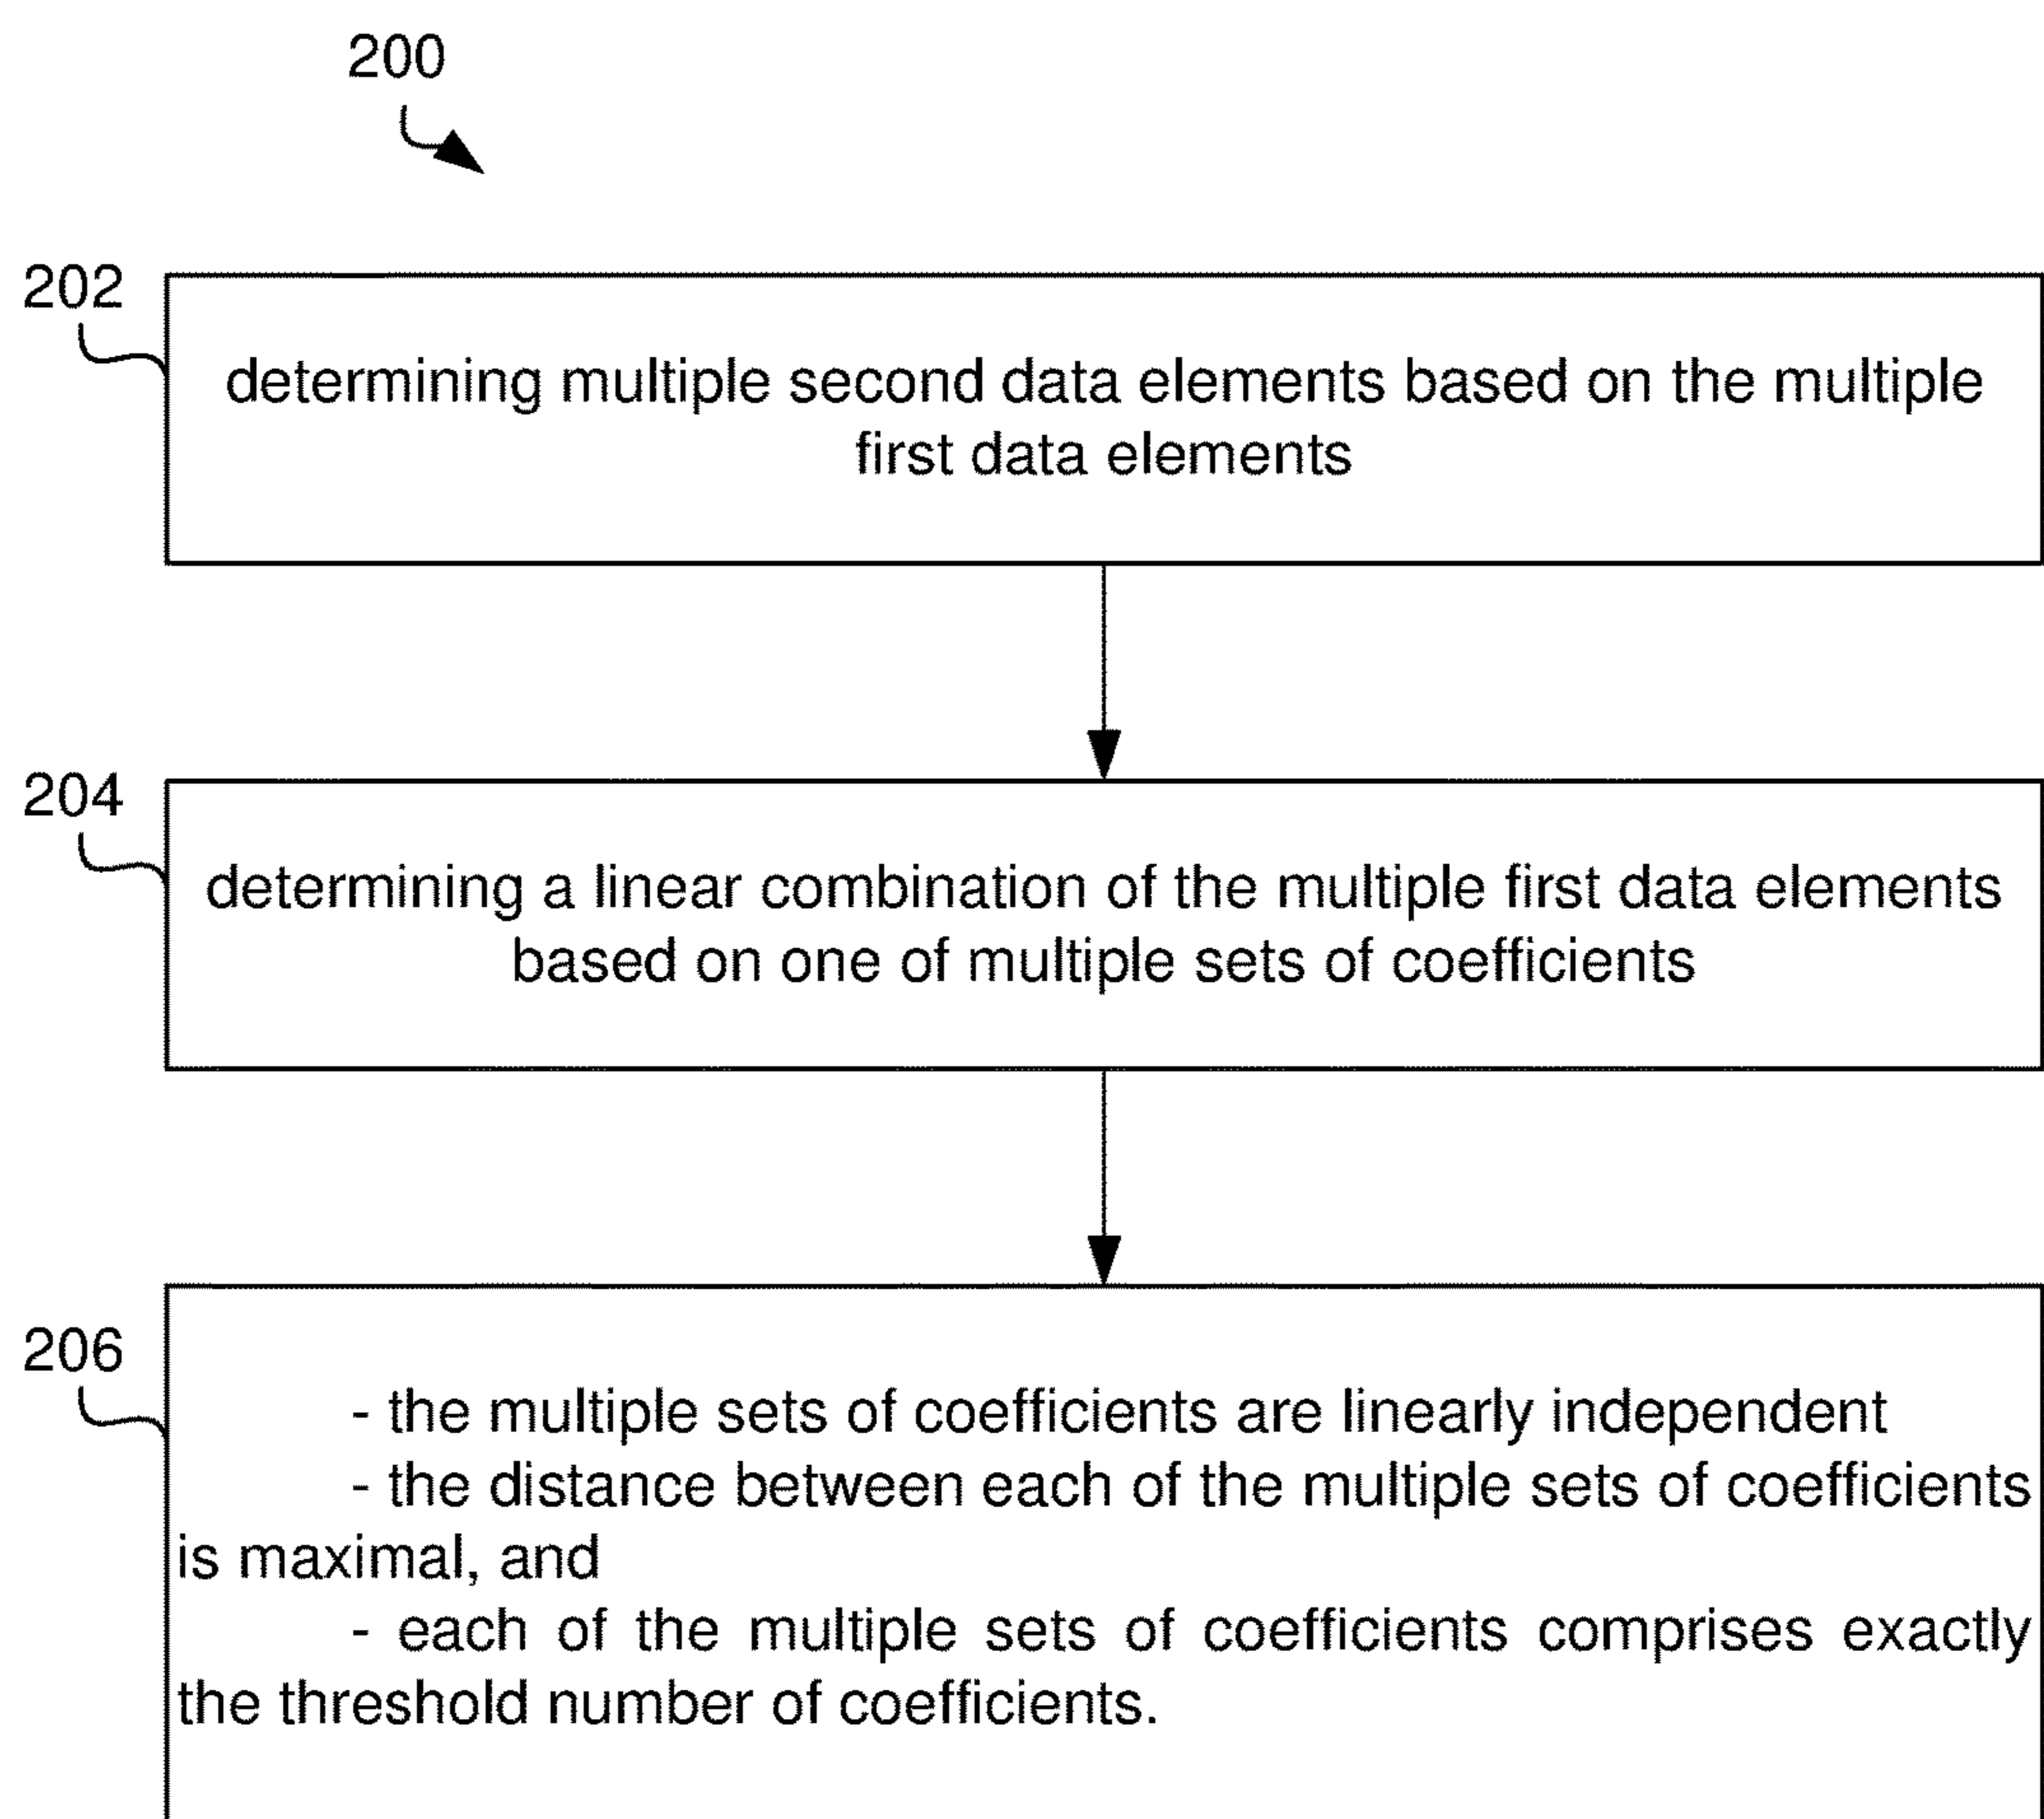 200
202
determining multiple second data elements based on the multiple
first data elements
204
determining a linear combination of the multiple first data elements
based on one of multiple sets of coefficients
206
- the multiple sets of coefficients are linearly independent
- the distance between each of the multiple sets of coefficients
is maximal, and
- each of the multiple sets of coefficients comprises exactly
the threshold number of coefficients.